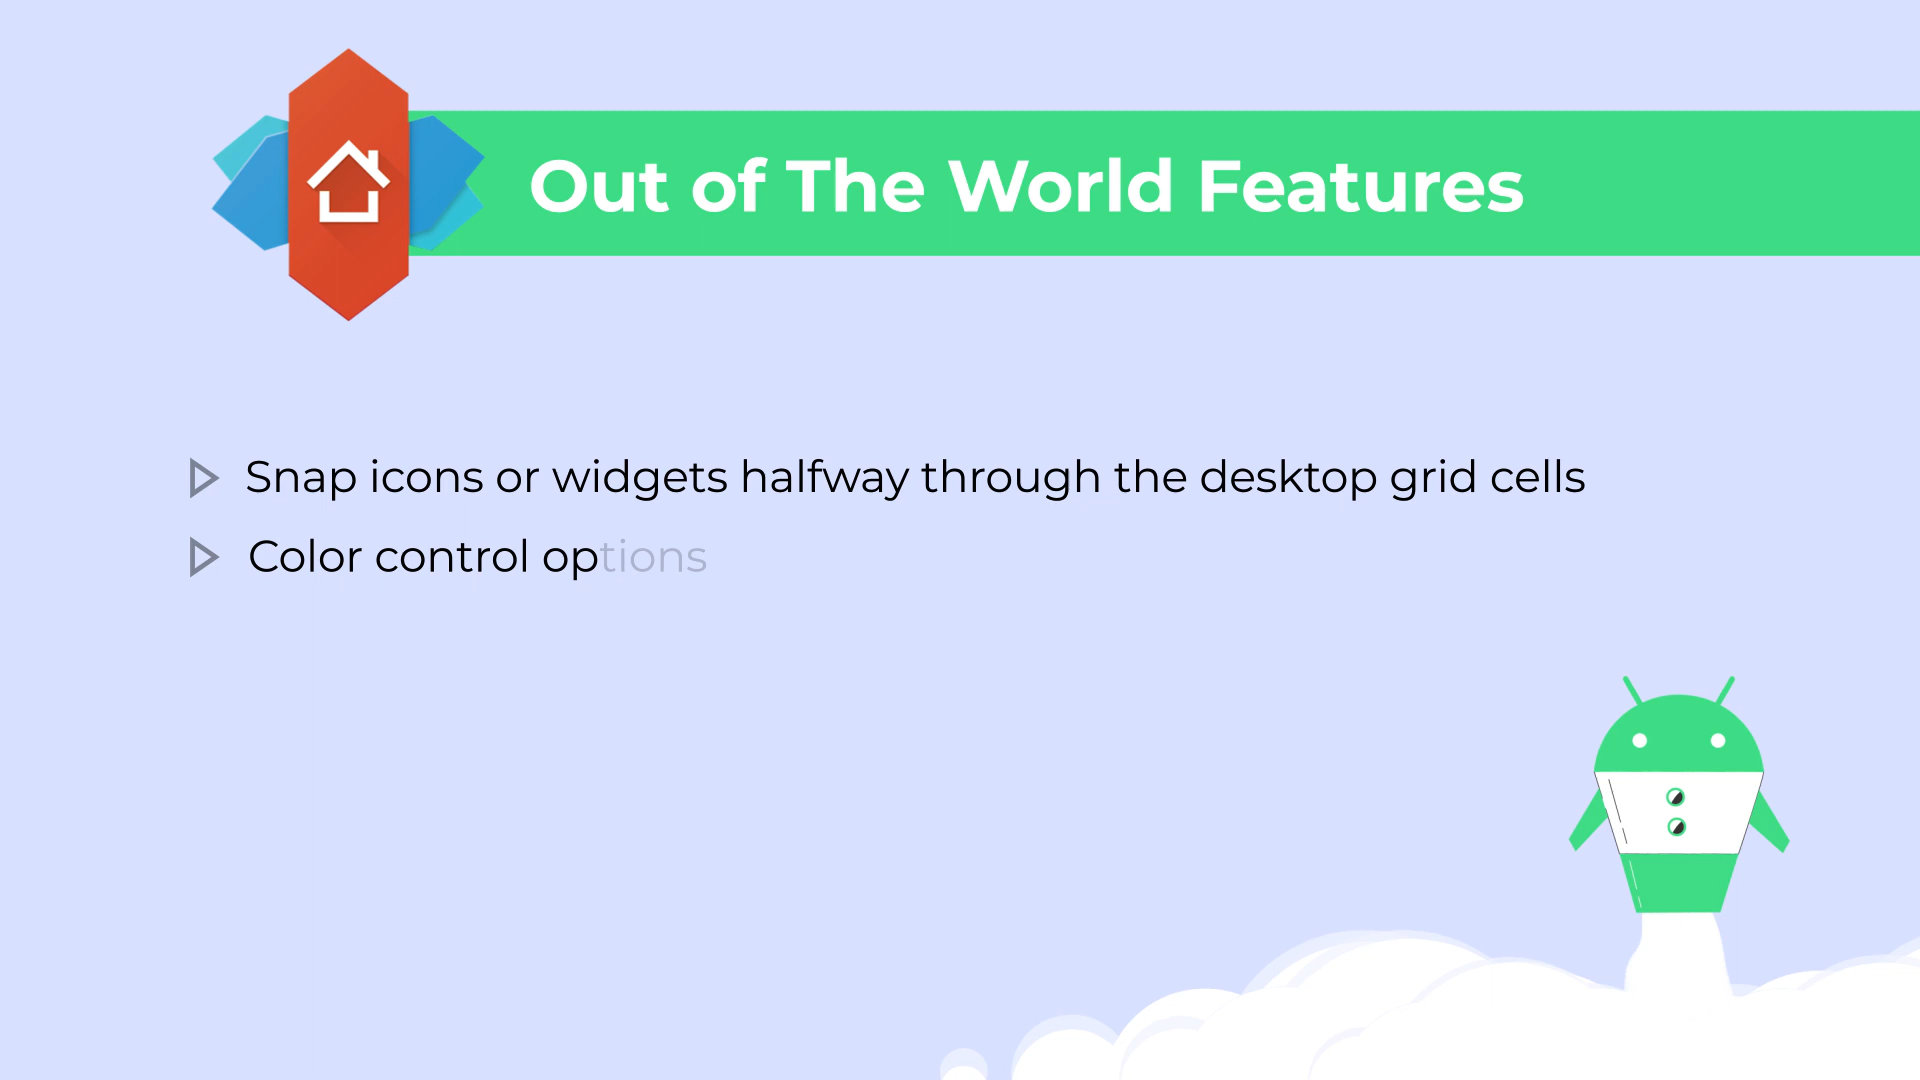 Out of The World Features
Snap icons or widgets halfway through the desktop grid cells
Color control options